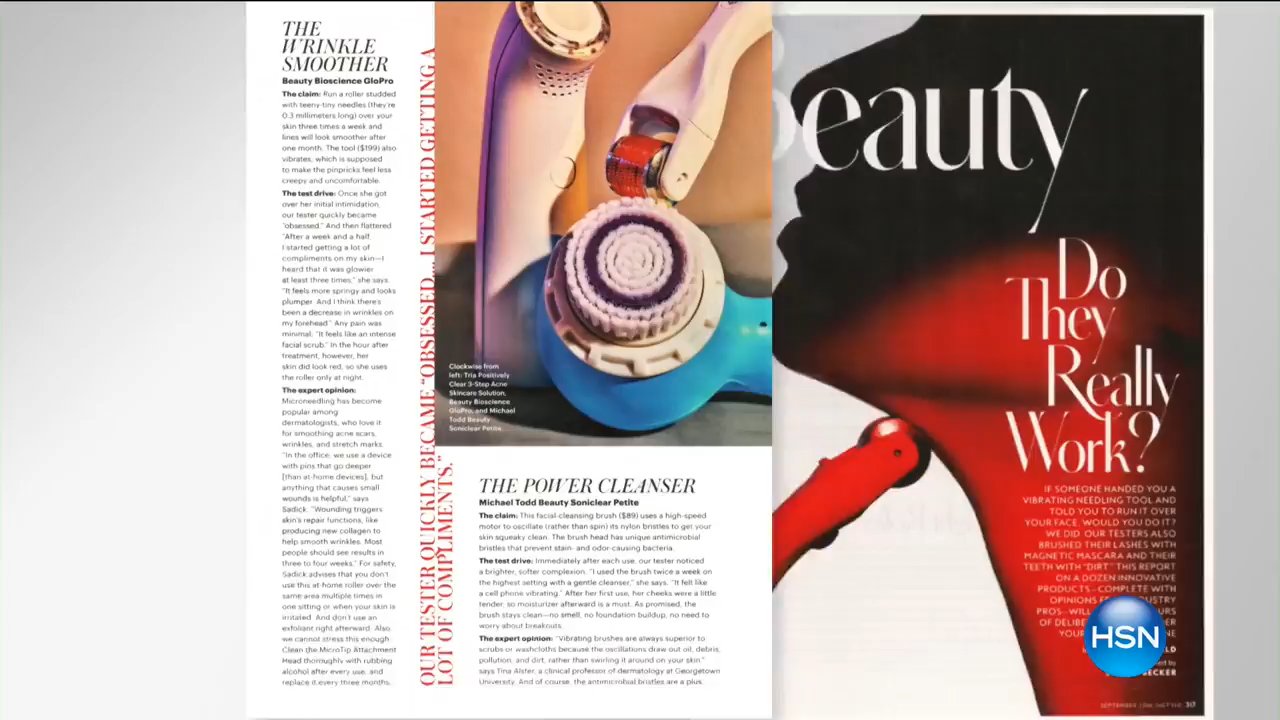 THE
WRINKLE
SMOOTHER
Beauty Bioscience GloPro
The claim: Run a roller studded
with teeny-tiny needles (they're
0.3 millimeters long) over your
skin three times a week and
lines will look smoother after
one month. The tool ($199) also
vibrates, which is supposed
to make the pinpricks feel less
creepy and uncomfortable.
The test drive: Once she got
over her initial intimidation,
our tester quickly became
"obsessed." And then flattered.
"After a week and a half,
I started getting a lot of
compliments on my skin—I
heard that it was glowier
at least three times," she says.
"It feels more springy and looks
plumper. And I think there's
been a decrease in wrinkles on
my forehead." Any pain was
minimal: "It feels like an intense
facial scrub." In the hour after
treatment, however, her
skin did look red, so she uses
the roller only at night.
The expert opinion:
Microneedling has become
popular among
dermatologists, who love it
for smoothing acne scars,
wrinkles, and stretch marks.
"In the office, we use a device
with pins that go deeper
[than at-home devices], but
anything that causes small
wounds is helpful," says
Sadick. "Wounding triggers
skin's repair functions, like
producing new collagen to
help smooth wrinkles. Most
people should see results in
three to four weeks." For safety,
Sadick advises that you don't
use this at-home roller over the
same area multiple times in
one sitting or when your skin is
irritated. And don't use an
exfoliant right afterward. Also
we cannot stress this enough
Clean the MicroTip Attachment
Head thoroughly with rubbing
alcohol after every use, and
replace it every three months.
OUR TESTER QUICKLY BECAME "OBSESSED.... I STARTED GETTING A
LOT OF COMPLIMENTS."
Clockwise from
left: Tria Positively
Clear 3-Step Acne
Skincare Solution,
Beauty Bioscience
GloPro, and Michael
Todd Beauty
Soniclear Petite.
THE POWER CLEANSER
Michael Todd Beauty Soniclear Petite
The claim: This facial-cleansing brush ($89) uses a high-speed
motor to oscillate (rather than spin) its nylon bristles to get your
skin squeaky clean. The brush head has unique antimicrobial
bristles that prevent stain- and odor-causing bacteria.
The test drive: Immediately after each use, our tester noticed
a brighter, softer complexion. "I used the brush twice a week on
the highest setting with a gentle cleanser," she says. "It felt like
a cell phone vibrating." After her first use, her cheeks were a little
tender, so moisturizer afterward is a must. As promised, the
brush stays clean—no smell, no foundation buildup, no need to
worry about breakouts.
The expert opinion: "Vibrating brushes are always superior to
scrubs or washcloths because the oscillations draw out oil, debris,
pollution, and dirt, rather than swirling it around on your skin,"
says Tina Alster, a clinical professor of dermatology at Georgetown
University. And of course, the antimicrobial bristles are a plus.
beauty
Do
They
Really
Work?
IF SOMEONE HANDED YOU A
VIBRATING NEEDLING TOOL AND
TOLD YOU TO RUN IT OVER
YOUR FACE, WOULD YOU DO IT?
WE DID. OUR TESTERS ALSO
BRUSHED THEIR LASHES WITH
MAGNETIC MASCARA AND THEIR
TEETH WITH "DIRT." THIS REPORT
ON A DOZEN INNOVATIVE
PRODUCTS—COMPLETE WITH
OPINIONS
PROS—WILL
OF
YOUR
HSN
317